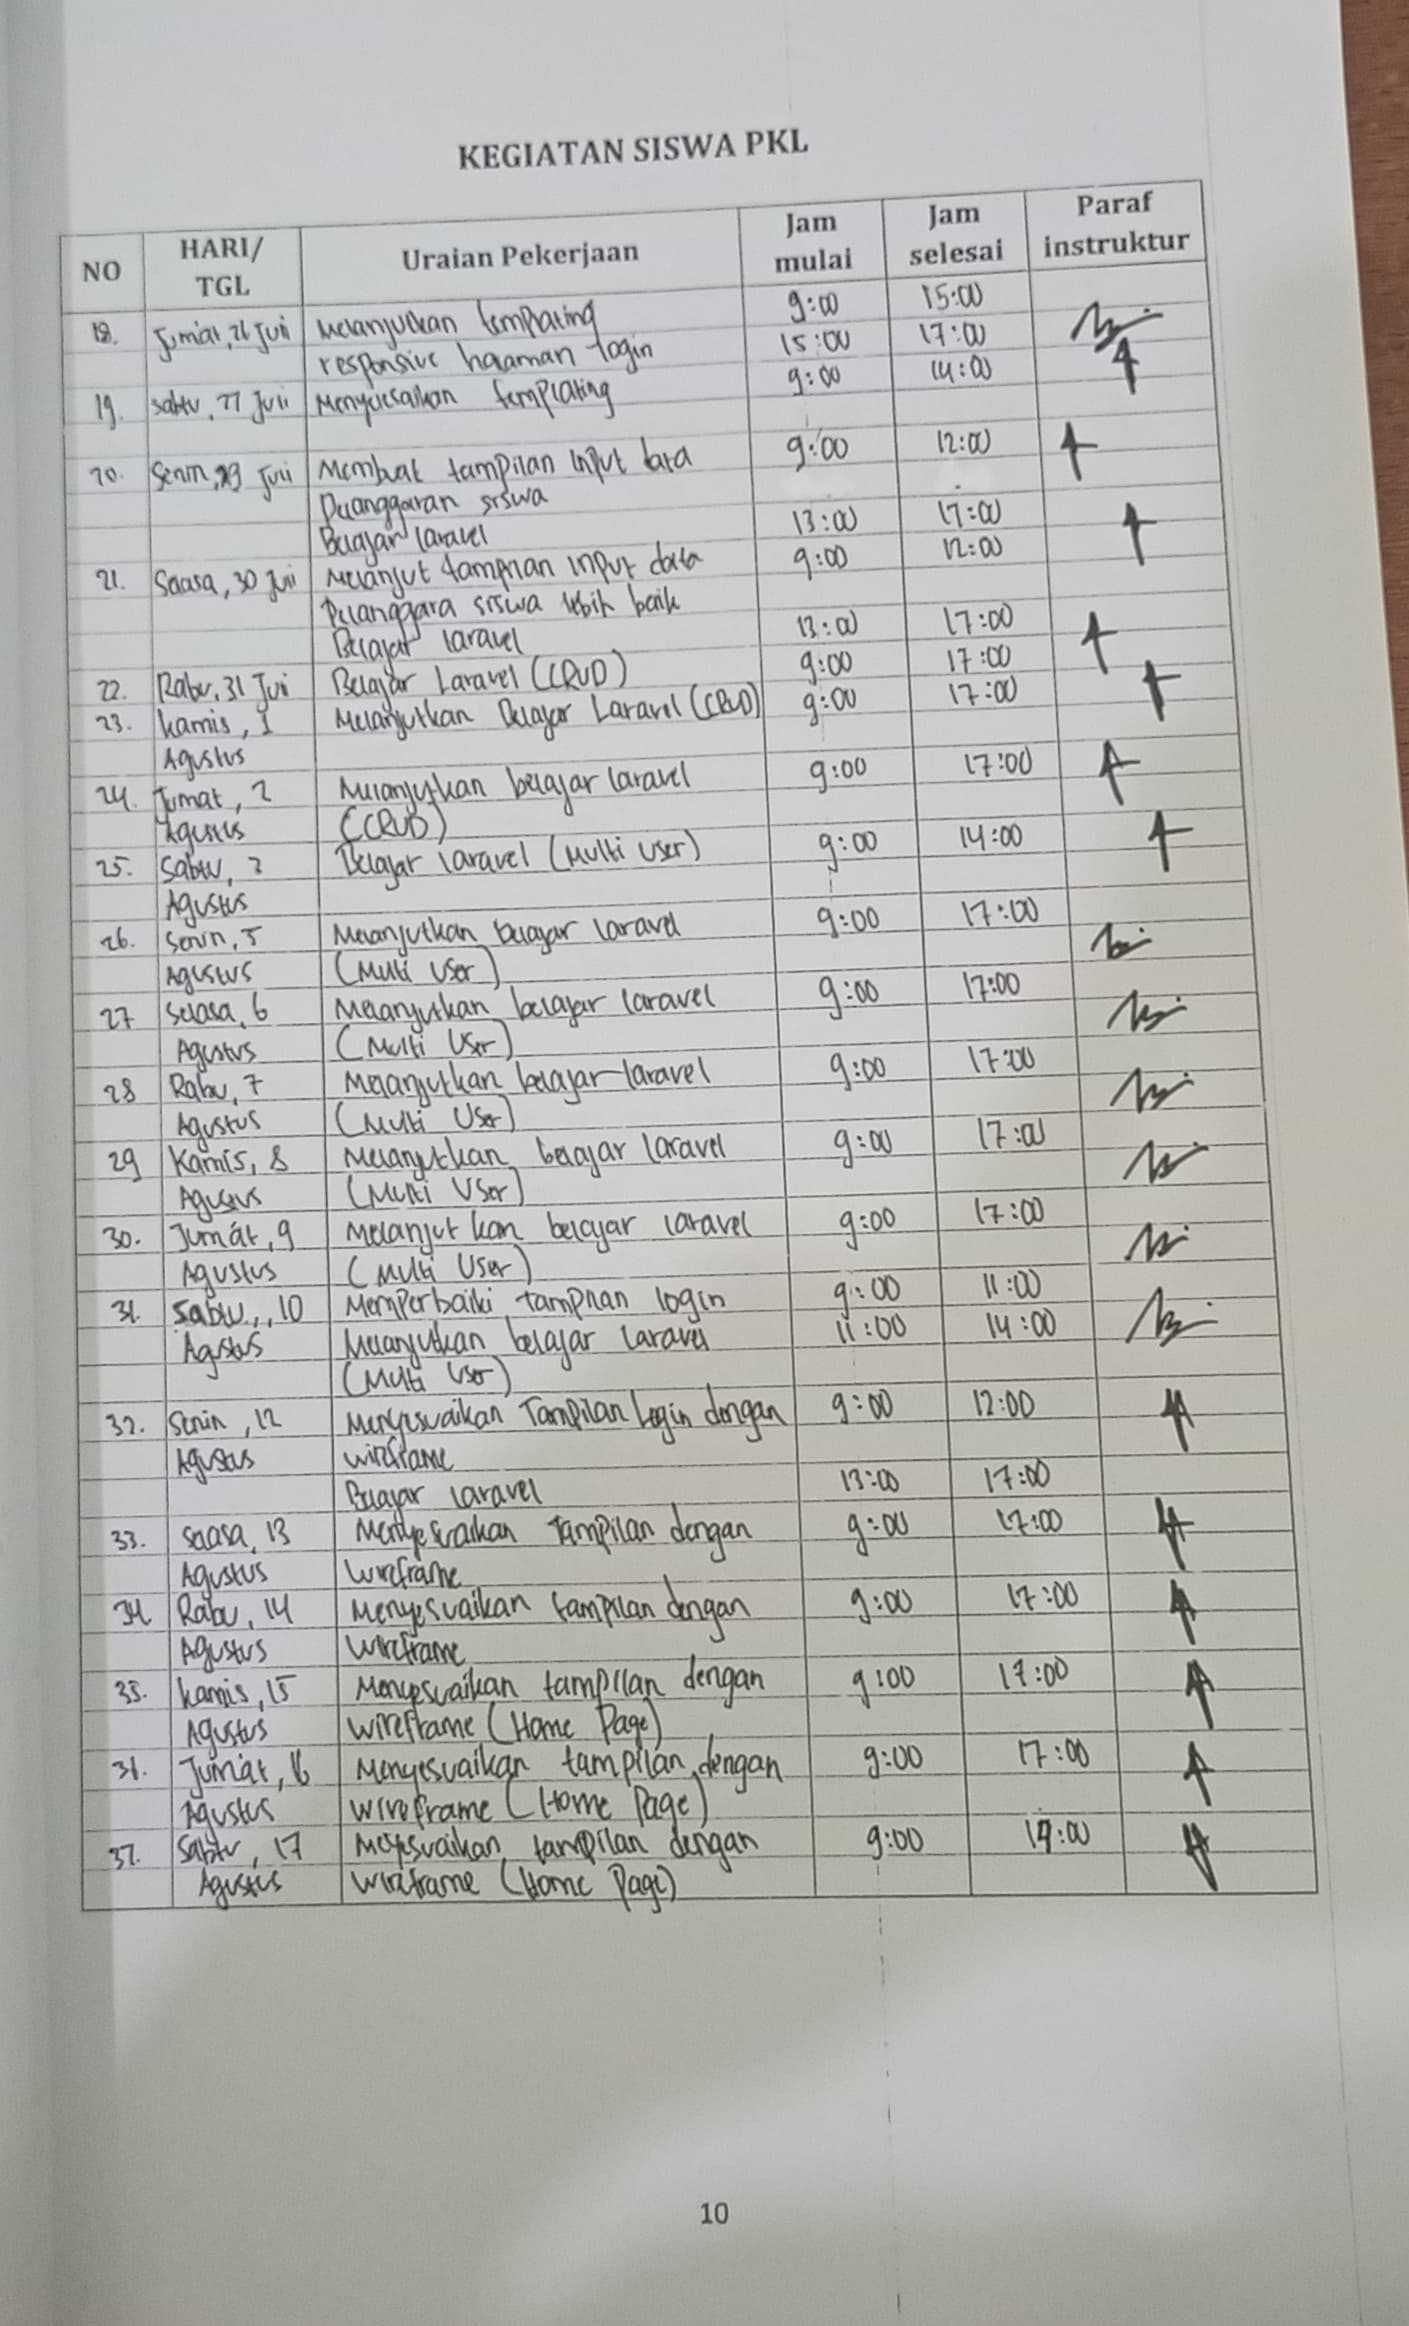 KEGIATAN SISWA PKL
NO HARI/ TGL Uraian Pekerjaan Jam mulai Jam selesai Paraf instruktur
18. Jumat, 26 Juli Melanjutkan templating 9:00 15:00
responsive halaman login 15:00 17:00
19. Sabtu, 27 Juli Menyelesaikan templating 9:00 14:00
20. Senin, 29 Juli Membuat tampilan input data 9:00 12:00
Pelanggaran siswa
Belajar laravel 13:00 17:00
21. Selasa, 30 Juli Melanjut tampilan input data 9:00 12:00
Pelanggara siswa lebih baik
Belajar laravel 13:00 17:00
22. Rabu, 31 Juli Belajar Laravel (CRUD) 9:00 17:00
23. Kamis, 1 Melanjutkan Belajar Laravel (CRUD) 9:00 17:00
Agustus
24. Jumat, 2 Melanjutkan belajar laravel 9:00 17:00
Agustus (CRUD)
25. Sabtu, 3 Belajar laravel (Multi User) 9:00 14:00
Agustus
26. Senin, 5 Melanjutkan belajar laravel 9:00 17:00
Agustus (Multi User)
27 Selasa, 6 Melanjutkan belajar laravel 9:00 17:00
Agustus (Multi User)
28 Rabu, 7 Melanjutkan belajar laravel 9:00 17:00
Agustus (Multi User)
29 Kamis, 8 Melanjutkan belajar laravel 9:00 17:00
Agustus (Multi User)
30. Jumát, 9 Melanjutkan belajar laravel 9:00 17:00
Agustus (Multi User)
31. Sabtu, 10 Memperbaiki tampilan login 9:00 11:00
Agustus Melanjutkan belajar laravel 11:00 14:00
(Multi User)
32. Senin, 12 Menyesuaikan Tampilan Login dengan 9:00 12:00
Agustus wireframe
Belajar laravel 13:00 17:00
33. Selasa, 13 Menyesuaikan Tampilan dengan 9:00 17:00
Agustus Wireframe
34. Rabu, 14 Menyesuaikan tampilan dengan 9:00 17:00
Agustus Wireframe
35. Kamis, 15 Menyesuaikan tampilan dengan 9:00 17:00
Agustus Wireframe (Home Page)
36. Jumát, 16 Menyesuaikan tampilan dengan 9:00 17:00
Agustus Wireframe (Home Page)
37. Sabtu, 17 Meyesuaikan tampilan dengan 9:00
Agustus Wireframe (Home Page)
10